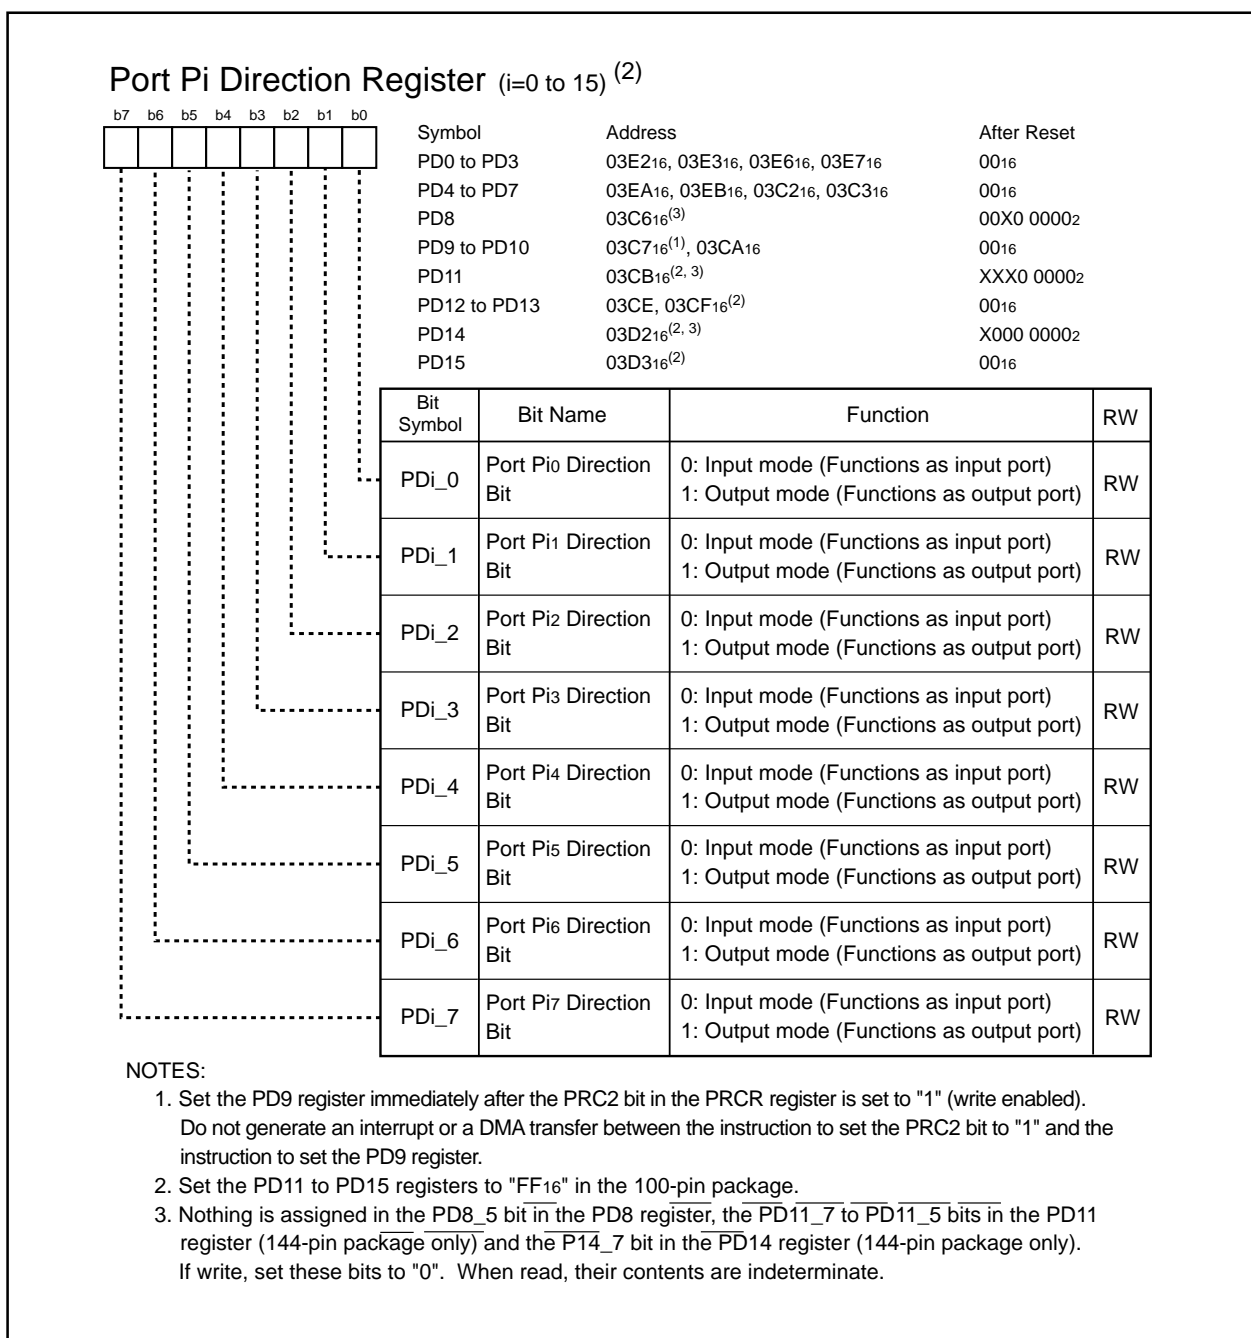 Port Pi Direction Register (i=0 to 15) (2)
b7 b6 b5 b4 b3 b2 b1 b0
Symbol Address After Reset
PD0 to PD3 03E216, 03E316, 03E616, 03E716 0016
PD4 to PD7 03EA16, 03EB16, 03C216, 03C316 0016
PD8 03C616(3) 00X0 00002
PD9 to PD10 03C716(1), 03CA16 0016
PD11 03CB16(2, 3) XXX0 00002
PD12 to PD13 03CE, 03CF16(2) 0016
PD14 03D216(2, 3) X000 00002
PD15 03D316(2) 0016
Bit Symbol Bit Name Function RW
PDi_0 Port Pi0 Direction Bit 0: Input mode (Functions as input port) RW
1: Output mode (Functions as output port)
PDi_1 Port Pi1 Direction Bit 0: Input mode (Functions as input port) RW
1: Output mode (Functions as output port)
PDi_2 Port Pi2 Direction Bit 0: Input mode (Functions as input port) RW
1: Output mode (Functions as output port)
PDi_3 Port Pi3 Direction Bit 0: Input mode (Functions as input port) RW
1: Output mode (Functions as output port)
PDi_4 Port Pi4 Direction Bit 0: Input mode (Functions as input port) RW
1: Output mode (Functions as output port)
PDi_5 Port Pi5 Direction Bit 0: Input mode (Functions as input port) RW
1: Output mode (Functions as output port)
PDi_6 Port Pi6 Direction Bit 0: Input mode (Functions as input port) RW
1: Output mode (Functions as output port)
PDi_7 Port Pi7 Direction Bit 0: Input mode (Functions as input port) RW
1: Output mode (Functions as output port)
NOTES:
1. Set the PD9 register immediately after the PRC2 bit in the PRCR register is set to "1" (write enabled).
Do not generate an interrupt or a DMA transfer between the instruction to set the PRC2 bit to "1" and the
instruction to set the PD9 register.
2. Set the PD11 to PD15 registers to "FF16" in the 100-pin package.
3. Nothing is assigned in the PD8_5 bit in the PD8 register, the PD11_7 to PD11_5 bits in the PD11
register (144-pin package only) and the P14_7 bit in the PD14 register (144-pin package only).
If write, set these bits to "0". When read, their contents are indeterminate.